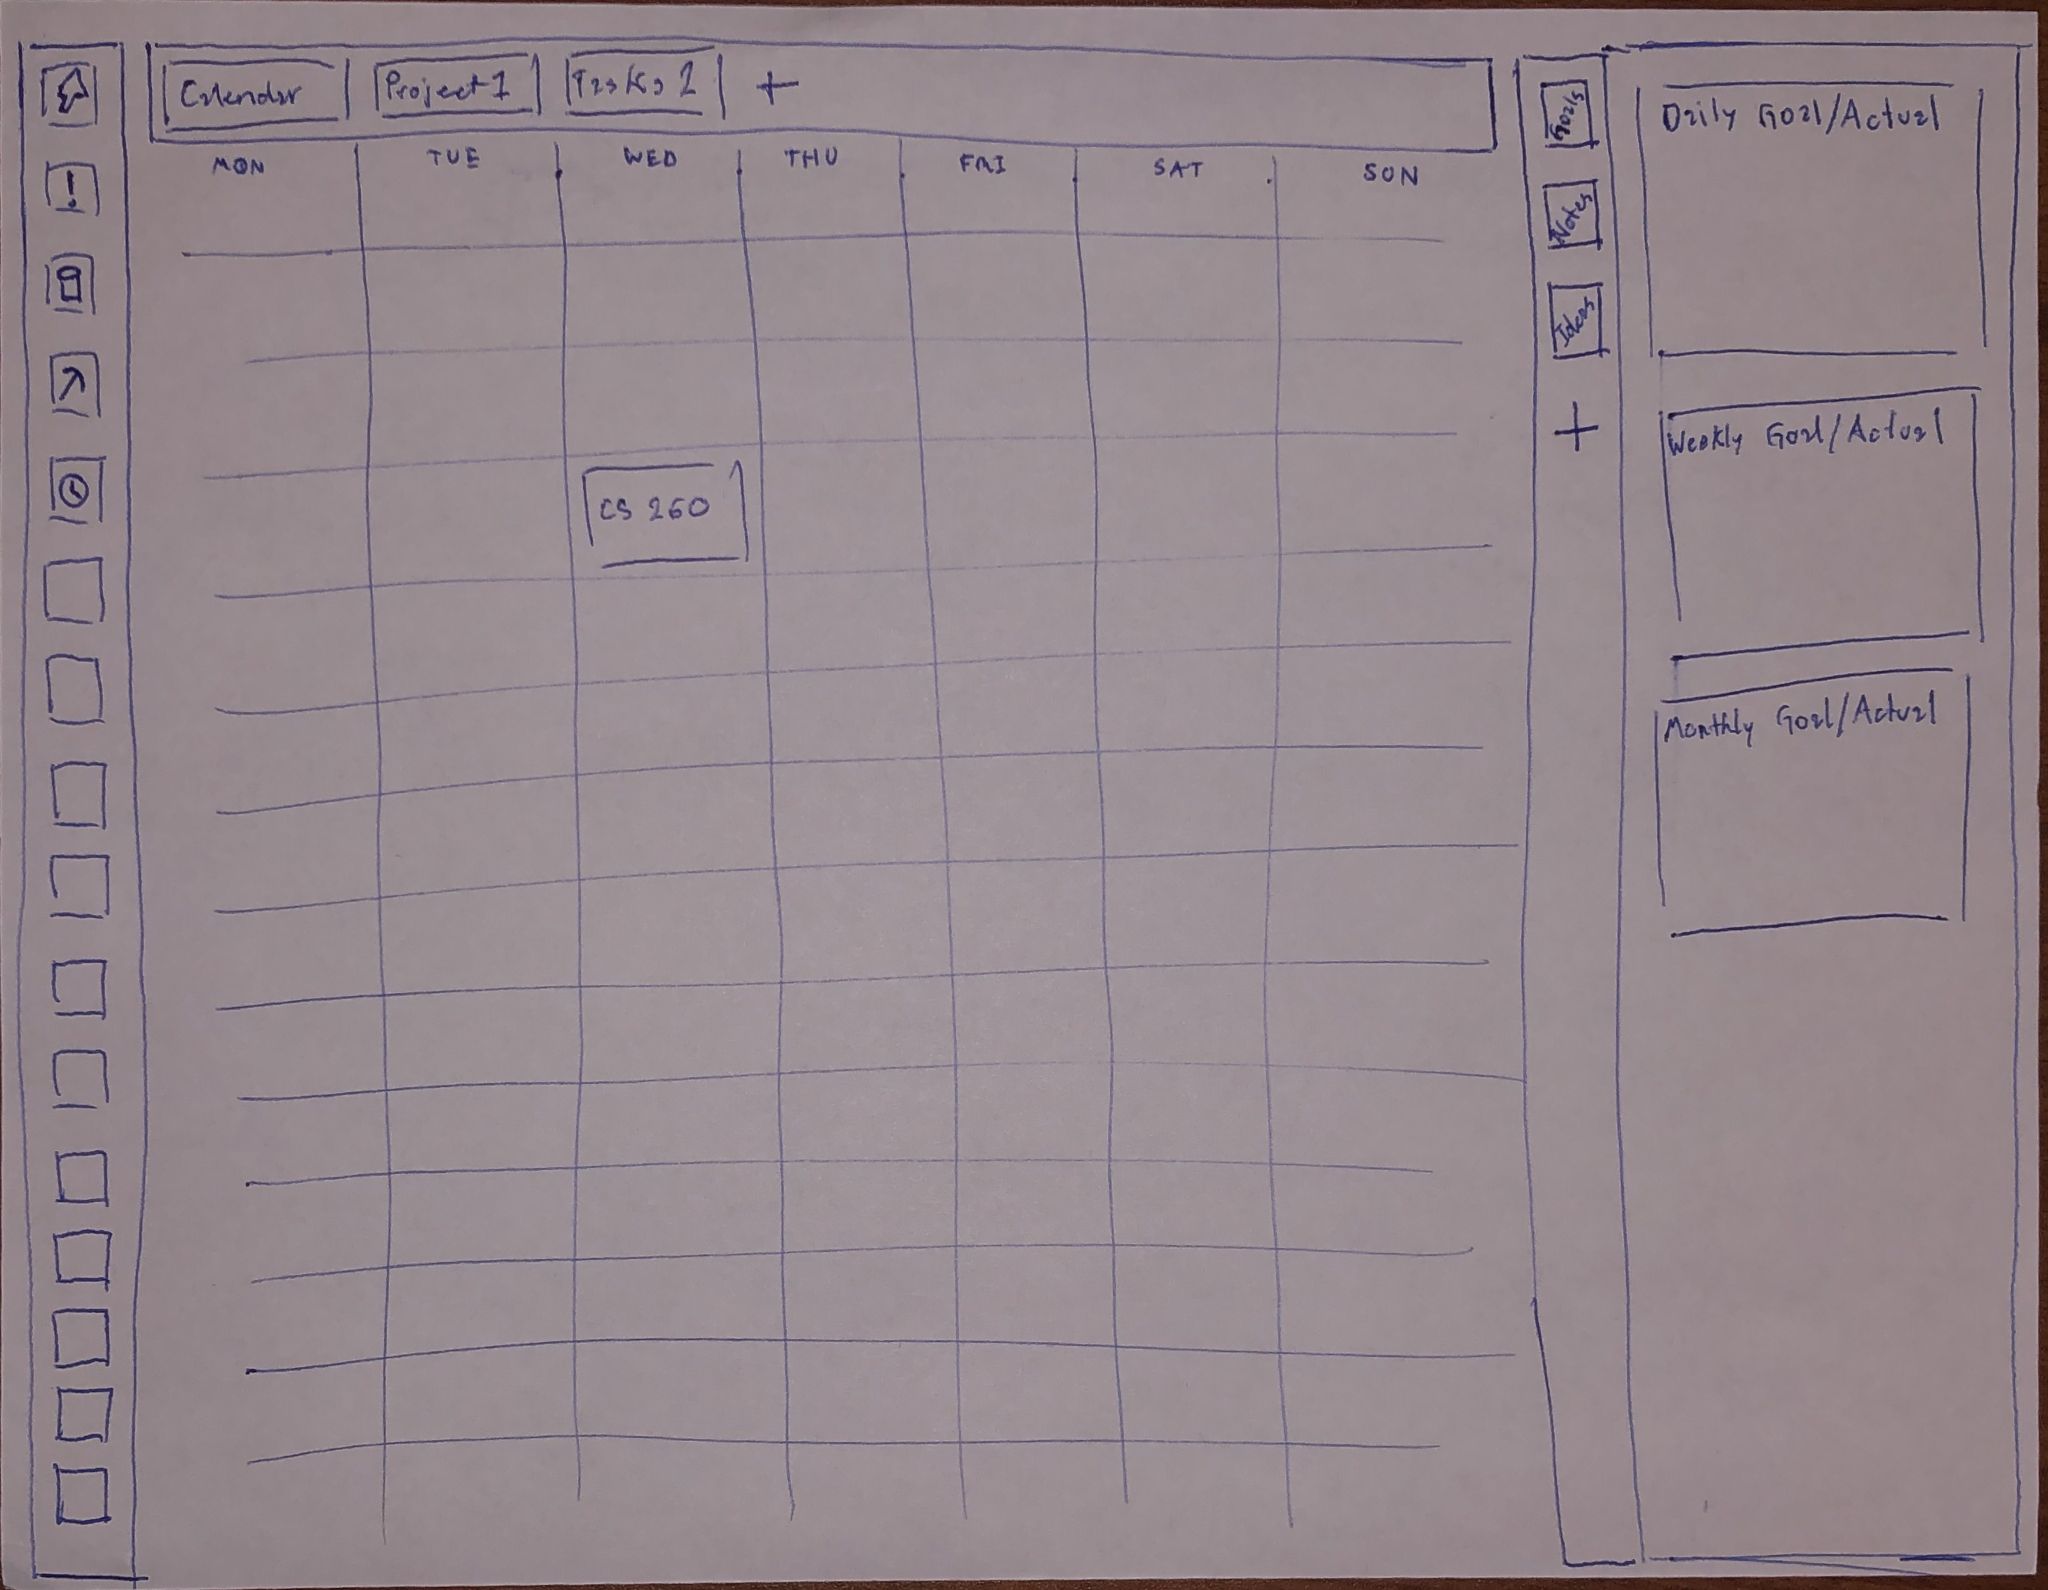 Calendar
Project 1
Tasks 2
+
MON
TUE
WED
THU
FRI
SAT
SUN
!
CS 260
Goals
Notes
Ideas
+
Daily Goal/Actual
Weekly Goal/Actual
Monthly Goal/Actual